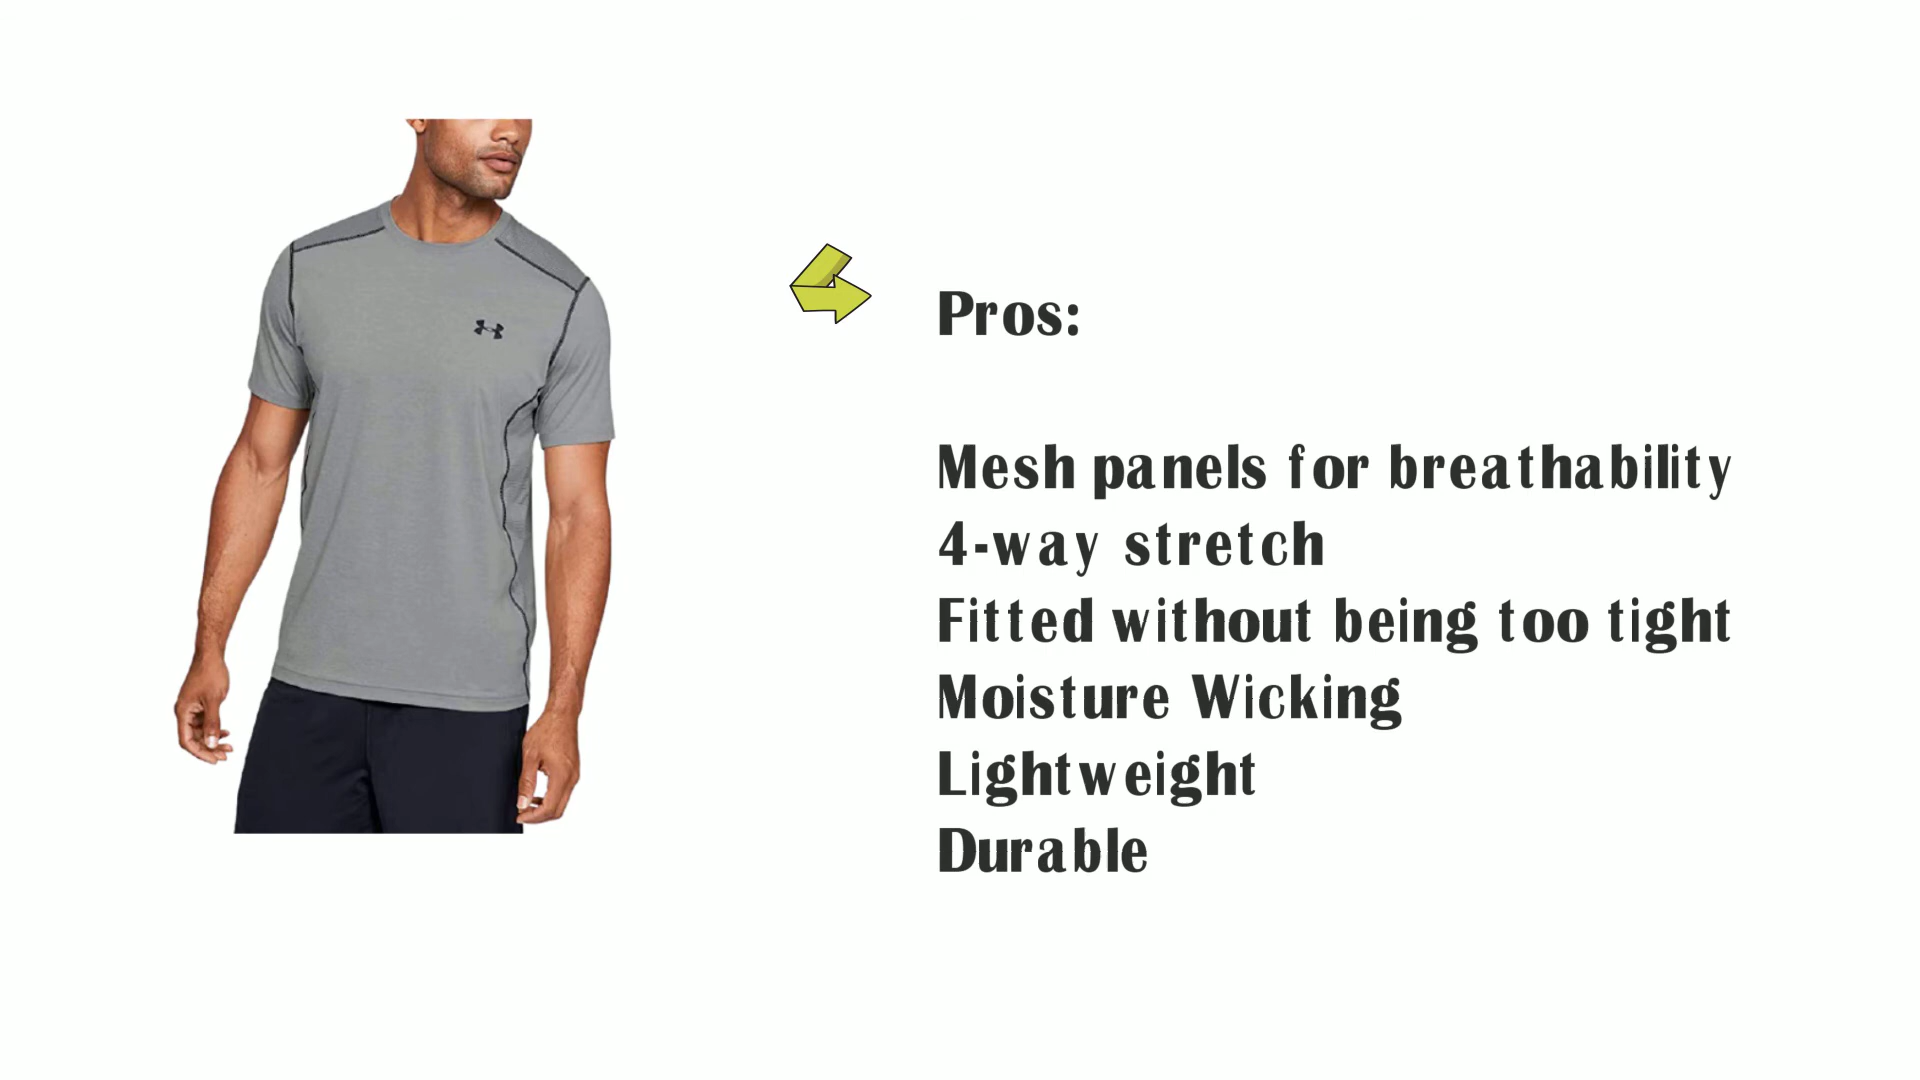 Pros:
Mesh panels for breathability
4-way stretch
Fitted without being too tight
Moisture Wicking
Lightweight
Durable